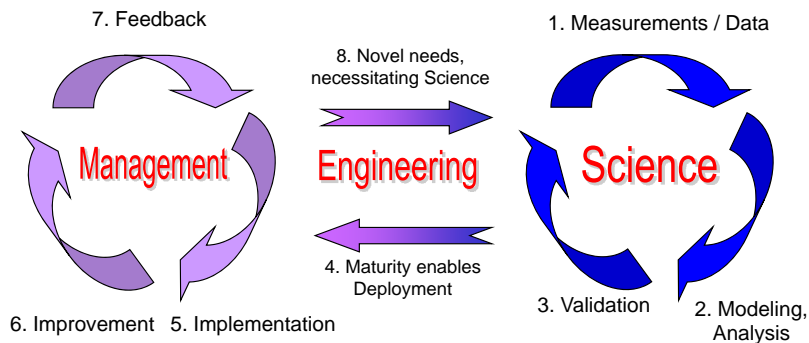 7. Feedback
1. Measurements / Data
8. Novel needs,
necessitating Science
Management
Engineering
Science
4. Maturity enables
Deployment
3. Validation
2. Modeling,
Analysis
6. Improvement
5. Implementation